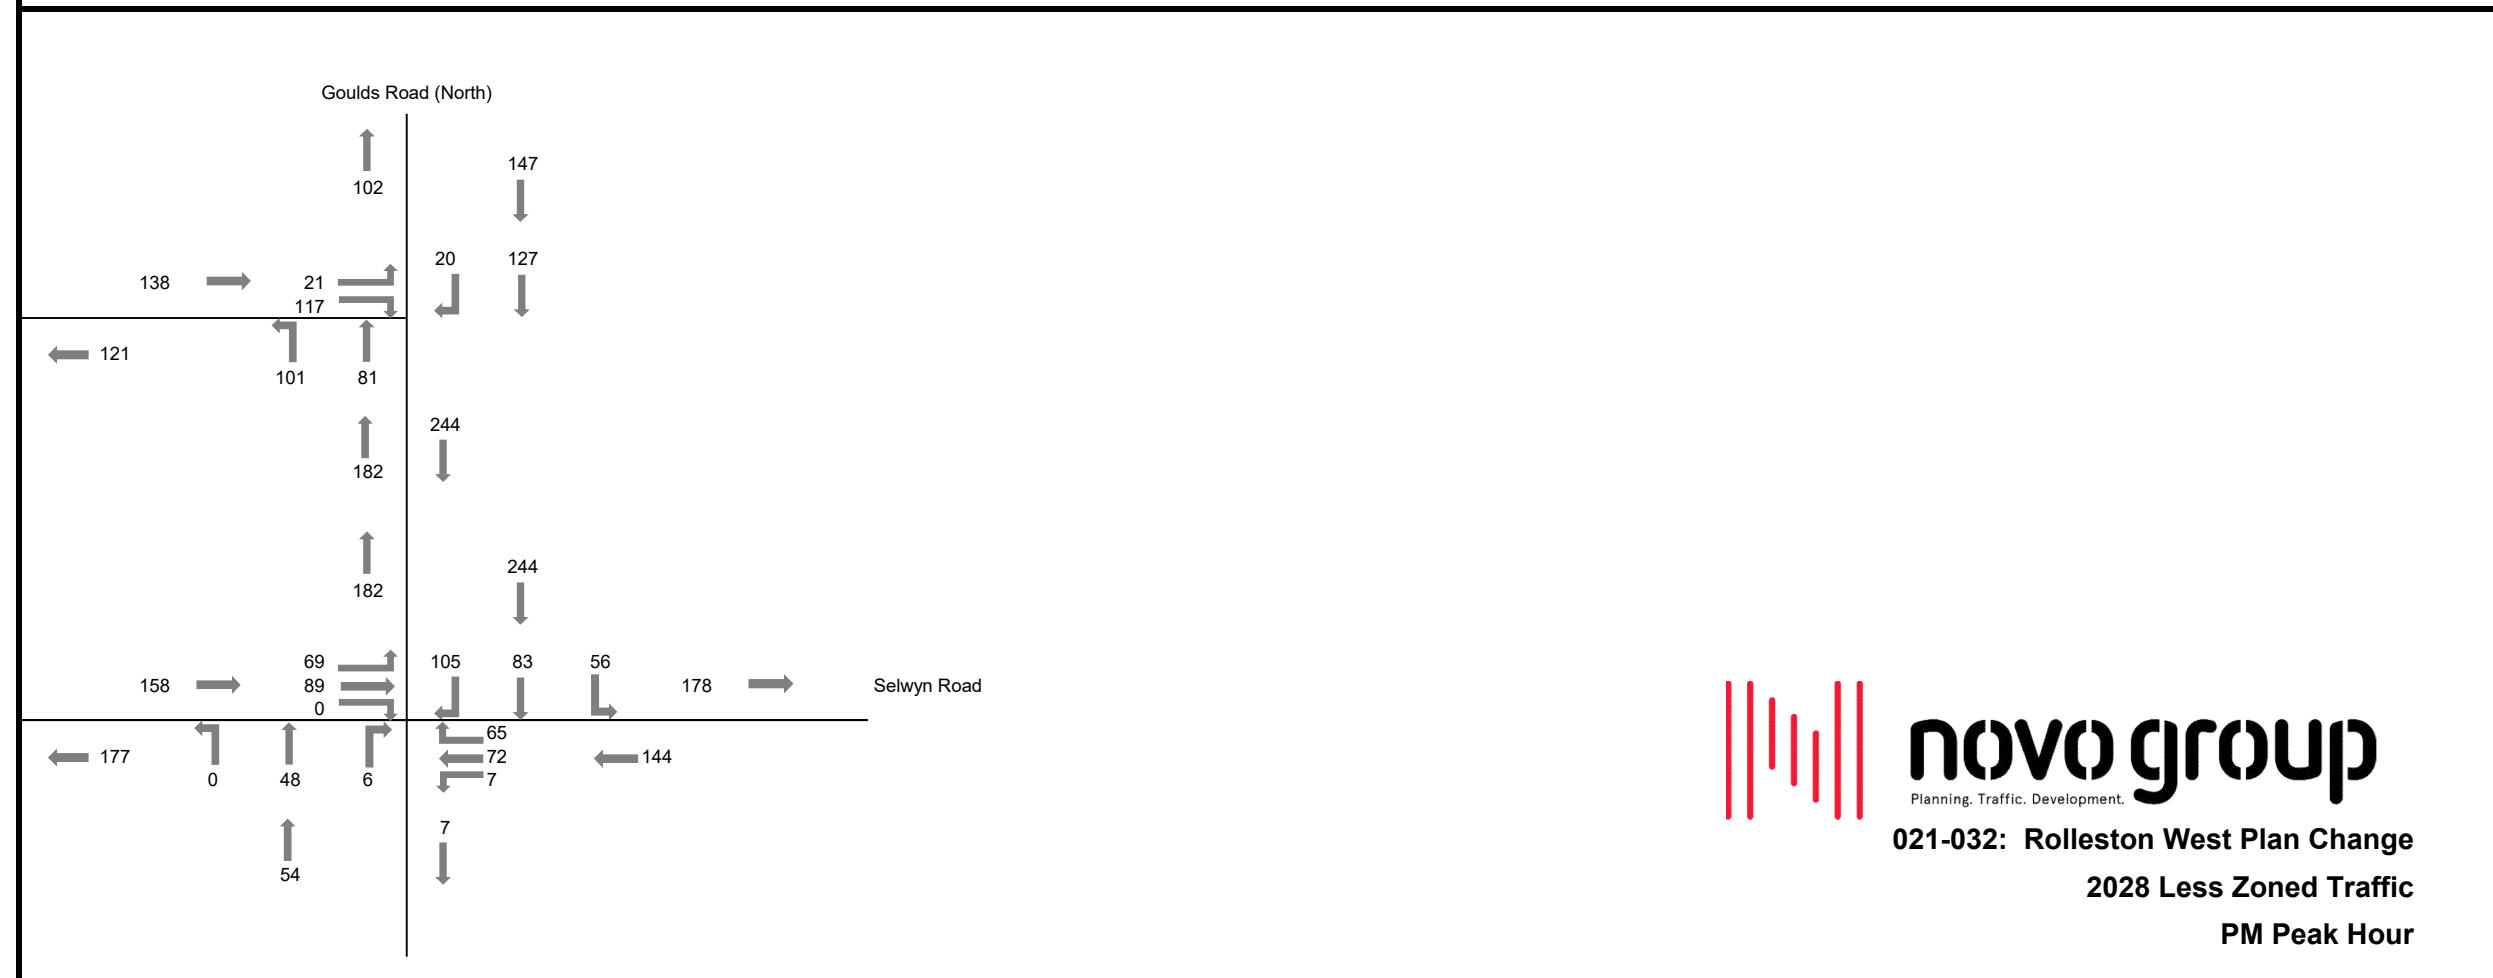 Goulds Road (North)
147
102
20 127
138 21
117
121
101 81
244
182
244
182
69 105 83 56
158 89 178 Selwyn Road
0
65
177 72 144
0 48 6 7
7
54
novo group
Planning. Traffic. Development.
021-032: Rolleston West Plan Change
2028 Less Zoned Traffic
PM Peak Hour